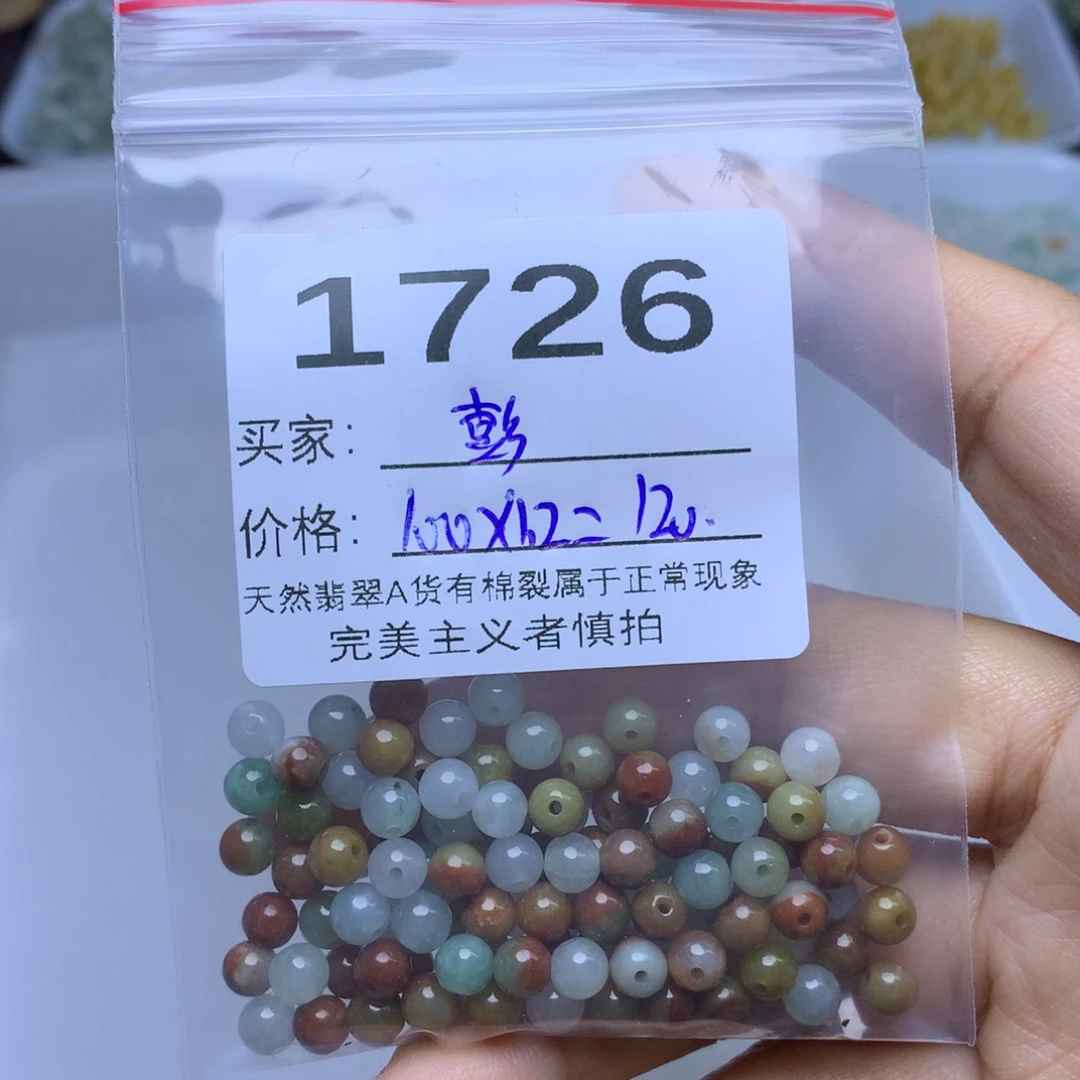 1726
买家：彭
价格：100X1.2=120.
天然翡翠A货有棉裂属于正常现象
完美主义者慎拍